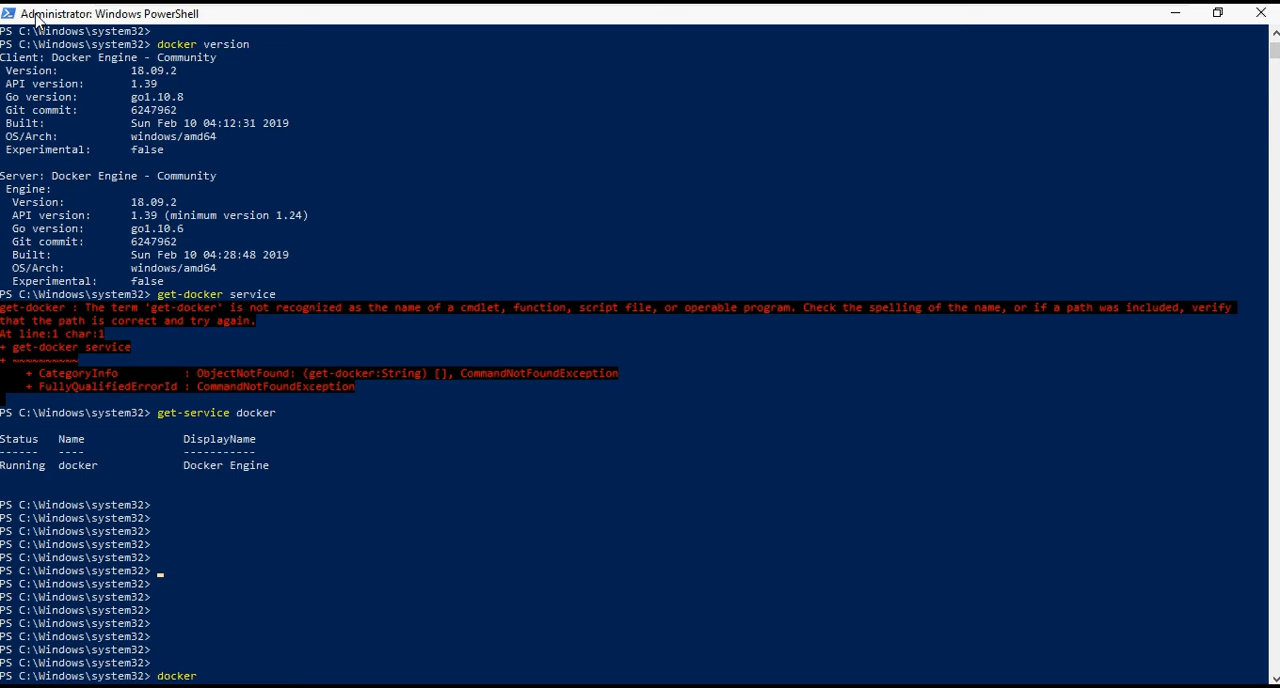 Administrator: Windows PowerShell
PS C:\Windows\system32>
PS C:\Windows\system32> docker version
Client: Docker Engine - Community
Version: 18.09.2
API version: 1.39
Go version: go1.10.8
Git commit: 6247962
Built: Sun Feb 10 04:12:31 2019
OS/Arch: windows/amd64
Experimental: false
Server: Docker Engine - Community
Engine:
Version: 18.09.2
API version: 1.39 (minimum version 1.24)
Go version: go1.10.6
Git commit: 6247962
Built: Sun Feb 10 04:28:48 2019
OS/Arch: windows/amd64
Experimental: false
PS C:\Windows\system32> get-docker service
get-docker : The term 'get-docker' is not recognized as the name of a cmdlet, function, script file, or operable program. Check the spelling of the name, or if a path was included, verify
that the path is correct and try again.
At line:1 char:1
+ get-docker service
+ ~~~~~~~~~~
+ CategoryInfo : ObjectNotFound: (get-docker:String) [], CommandNotFoundException
+ FullyQualifiedErrorId : CommandNotFoundException
PS C:\Windows\system32> get-service docker
Status Name DisplayName
------ ---- -----------
Running docker Docker Engine
PS C:\Windows\system32>
PS C:\Windows\system32>
PS C:\Windows\system32>
PS C:\Windows\system32>
PS C:\Windows\system32>
PS C:\Windows\system32>
PS C:\Windows\system32>
PS C:\Windows\system32>
PS C:\Windows\system32>
PS C:\Windows\system32>
PS C:\Windows\system32>
PS C:\Windows\system32>
PS C:\Windows\system32>
PS C:\Windows\system32> docker